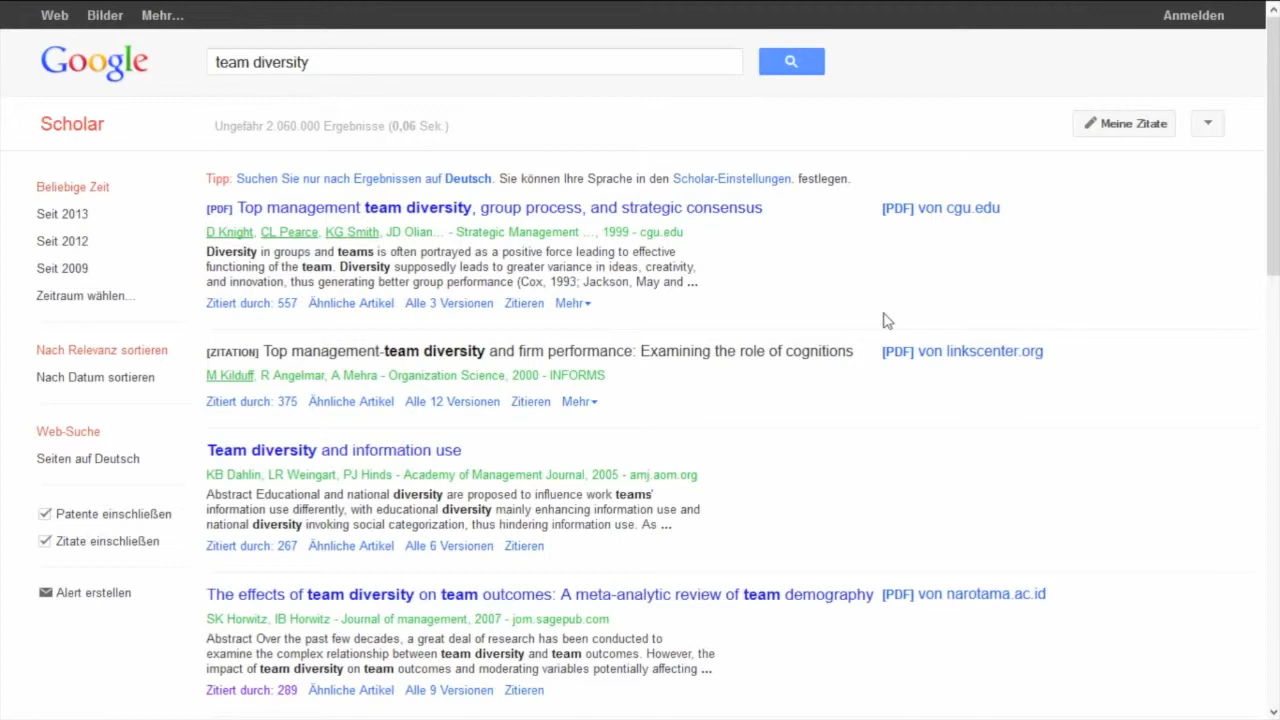 Web Bilder Mehr... Anmelden
Google team diversity
Scholar Ungefähr 2.060.000 Ergebnisse (0,06 Sek.) Meine Zitate
Beliebige Zeit
Seit 2013
Seit 2012
Seit 2009
Zeitraum wählen...
Nach Relevanz sortieren
Nach Datum sortieren
Web-Suche
Seiten auf Deutsch
Patente einschließen
Zitate einschließen
Alert erstellen
Tipp: Suchen Sie nur nach Ergebnissen auf Deutsch. Sie können Ihre Sprache in den Scholar-Einstellungen. festlegen.
[PDF] Top management team diversity, group process, and strategic consensus [PDF] von cgu.edu
D Knight, CL Pearce, KG Smith, JD Olian... - Strategic Management ..., 1999 - cgu.edu
Diversity in groups and teams is often portrayed as a positive force leading to effective
functioning of the team. Diversity supposedly leads to greater variance in ideas, creativity,
and innovation, thus generating better group performance (Cox, 1993; Jackson, May and ...
Zitiert durch: 557 Ähnliche Artikel Alle 3 Versionen Zitieren Mehr
[ZITATION] Top management-team diversity and firm performance: Examining the role of cognitions [PDF] von linkscenter.org
M Kilduff, R Angelmar, A Mehra - Organization Science, 2000 - INFORMS
Zitiert durch: 375 Ähnliche Artikel Alle 12 Versionen Zitieren Mehr
Team diversity and information use
KB Dahlin, LR Weingart, PJ Hinds - Academy of Management Journal, 2005 - amj.aom.org
Abstract Educational and national diversity are proposed to influence work teams'
information use differently, with educational diversity mainly enhancing information use and
national diversity invoking social categorization, thus hindering information use. As ...
Zitiert durch: 267 Ähnliche Artikel Alle 6 Versionen Zitieren
The effects of team diversity on team outcomes: A meta-analytic review of team demography [PDF] von narotama.ac.id
SK Horwitz, IB Horwitz - Journal of management, 2007 - jom.sagepub.com
Abstract Over the past few decades, a great deal of research has been conducted to
examine the complex relationship between team diversity and team outcomes. However, the
impact of team diversity on team outcomes and moderating variables potentially affecting ...
Zitiert durch: 289 Ähnliche Artikel Alle 9 Versionen Zitieren